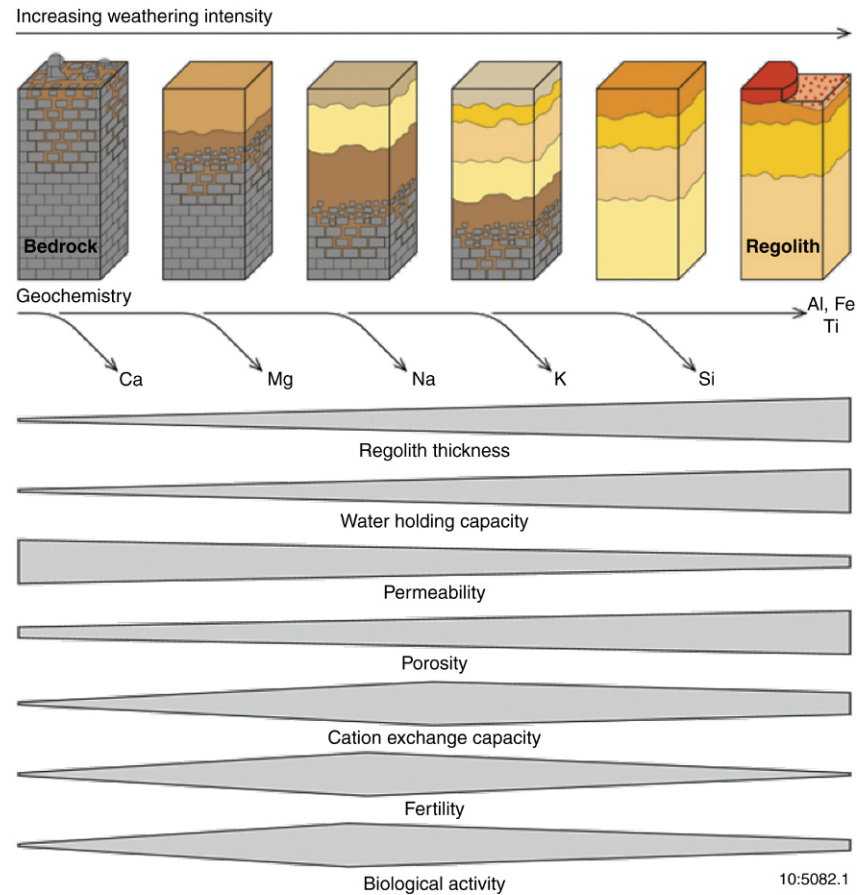 Increasing weathering intensity
Bedrock
Regolith
Geochemistry
Al, Fe
Ti
Ca
Mg
Na
K
Si
Regolith thickness
Water holding capacity
Permeability
Porosity
Cation exchange capacity
Fertility
Biological activity
10:5082.1